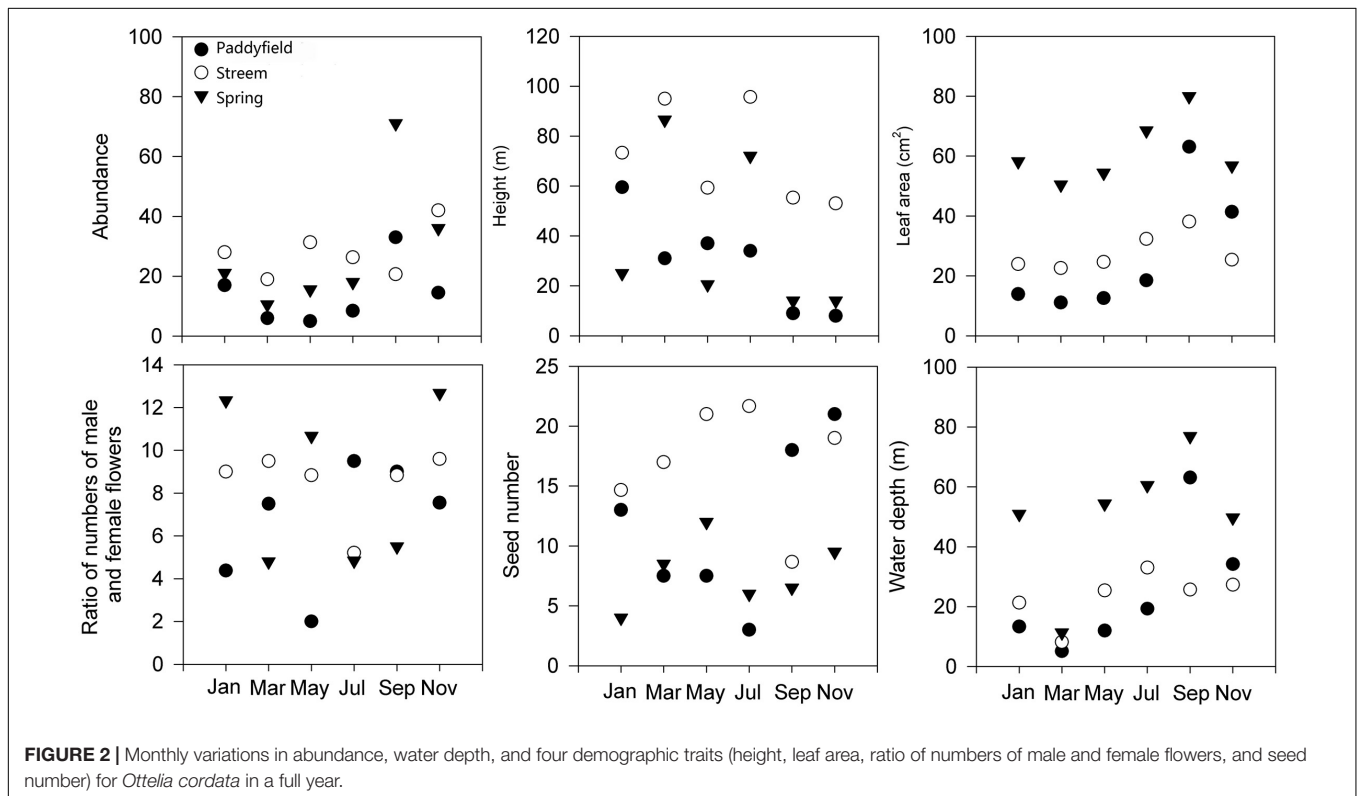 100
80
60
40
20
0
Abundance
Paddyfield
Streem
Spring
120
100
80
60
40
20
0
Height (m)
100
80
60
40
20
0
Leaf area (cm²)
14
12
10
8
6
4
2
0
Ratio of numbers of male
and female flowers
Jan Mar May Jul Sep Nov
25
20
15
10
5
0
Seed number
Jan Mar May Jul Sep Nov
100
80
60
40
20
0
Water depth (m)
Jan Mar May Jul Sep Nov
FIGURE 2 | Monthly variations in abundance, water depth, and four demographic traits (height, leaf area, ratio of numbers of male and female flowers, and seed
number) for Ottelia cordata in a full year.